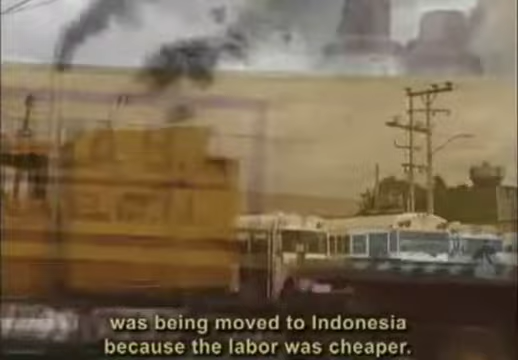 was being moved to Indonesia
because the labor was cheaper.